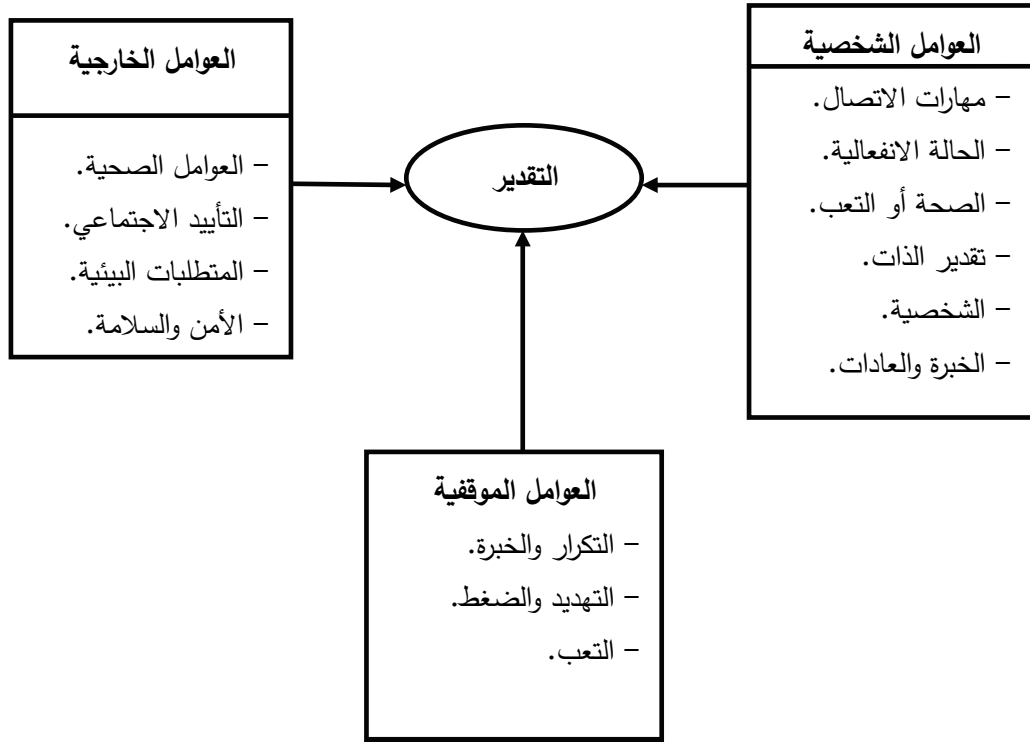 العوامل الشخصية
- مهارات الاتصال.
- الحالة الانفعالية.
- الصحة أو التعب.
- تقدير الذات.
- الشخصية.
- الخبرة والعادات.
التقدير
العوامل الخارجية
- العوامل الصحية.
- التأييد الاجتماعي.
- المتطلبات البيئية.
- الأمن والسلامة.
العوامل الموقفية
- التكرار والخبرة.
- التهديد والضغط.
- التعب.